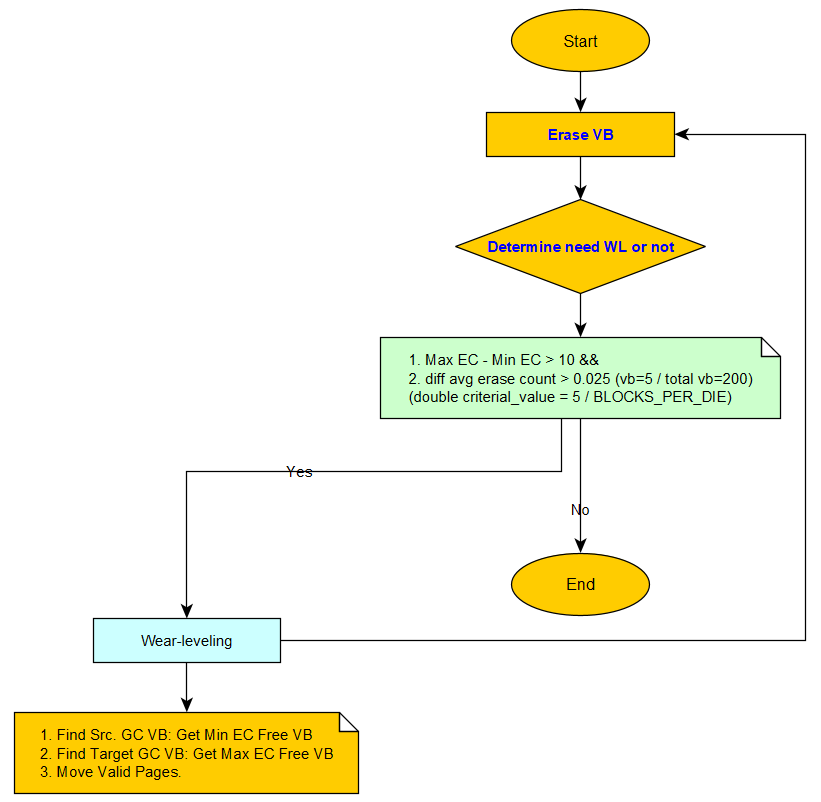 Start
Erase VB
Determine need WL or not
1. Max EC - Min EC > 10 &&
2. diff avg erase count > 0.025 (vb=5 / total vb=200)
(double criterial_value = 5 / BLOCKS_PER_DIE)
Yes
No
End
Wear-leveling
1. Find Src. GC VB: Get Min EC Free VB
2. Find Target GC VB: Get Max EC Free VB
3. Move Valid Pages.